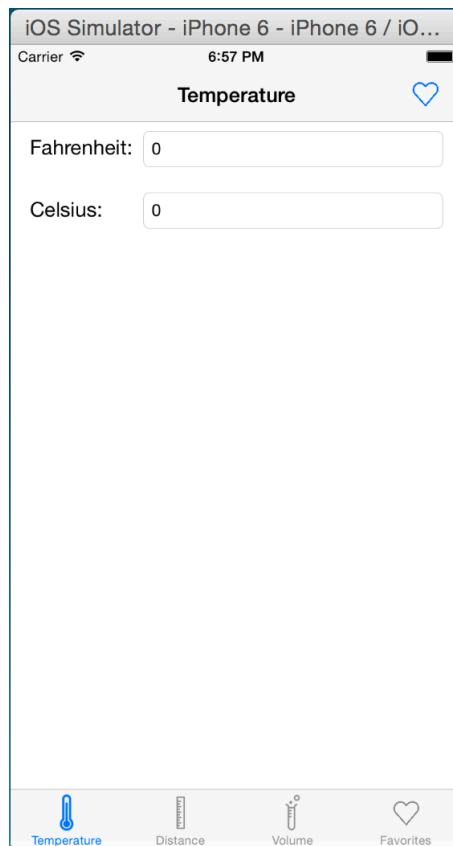 iOS Simulator - iPhone 6 - iPhone 6 / iO...
Carrier 6:57 PM
Temperature
Fahrenheit: 0
Celsius: 0
Temperature Distance Volume Favorites